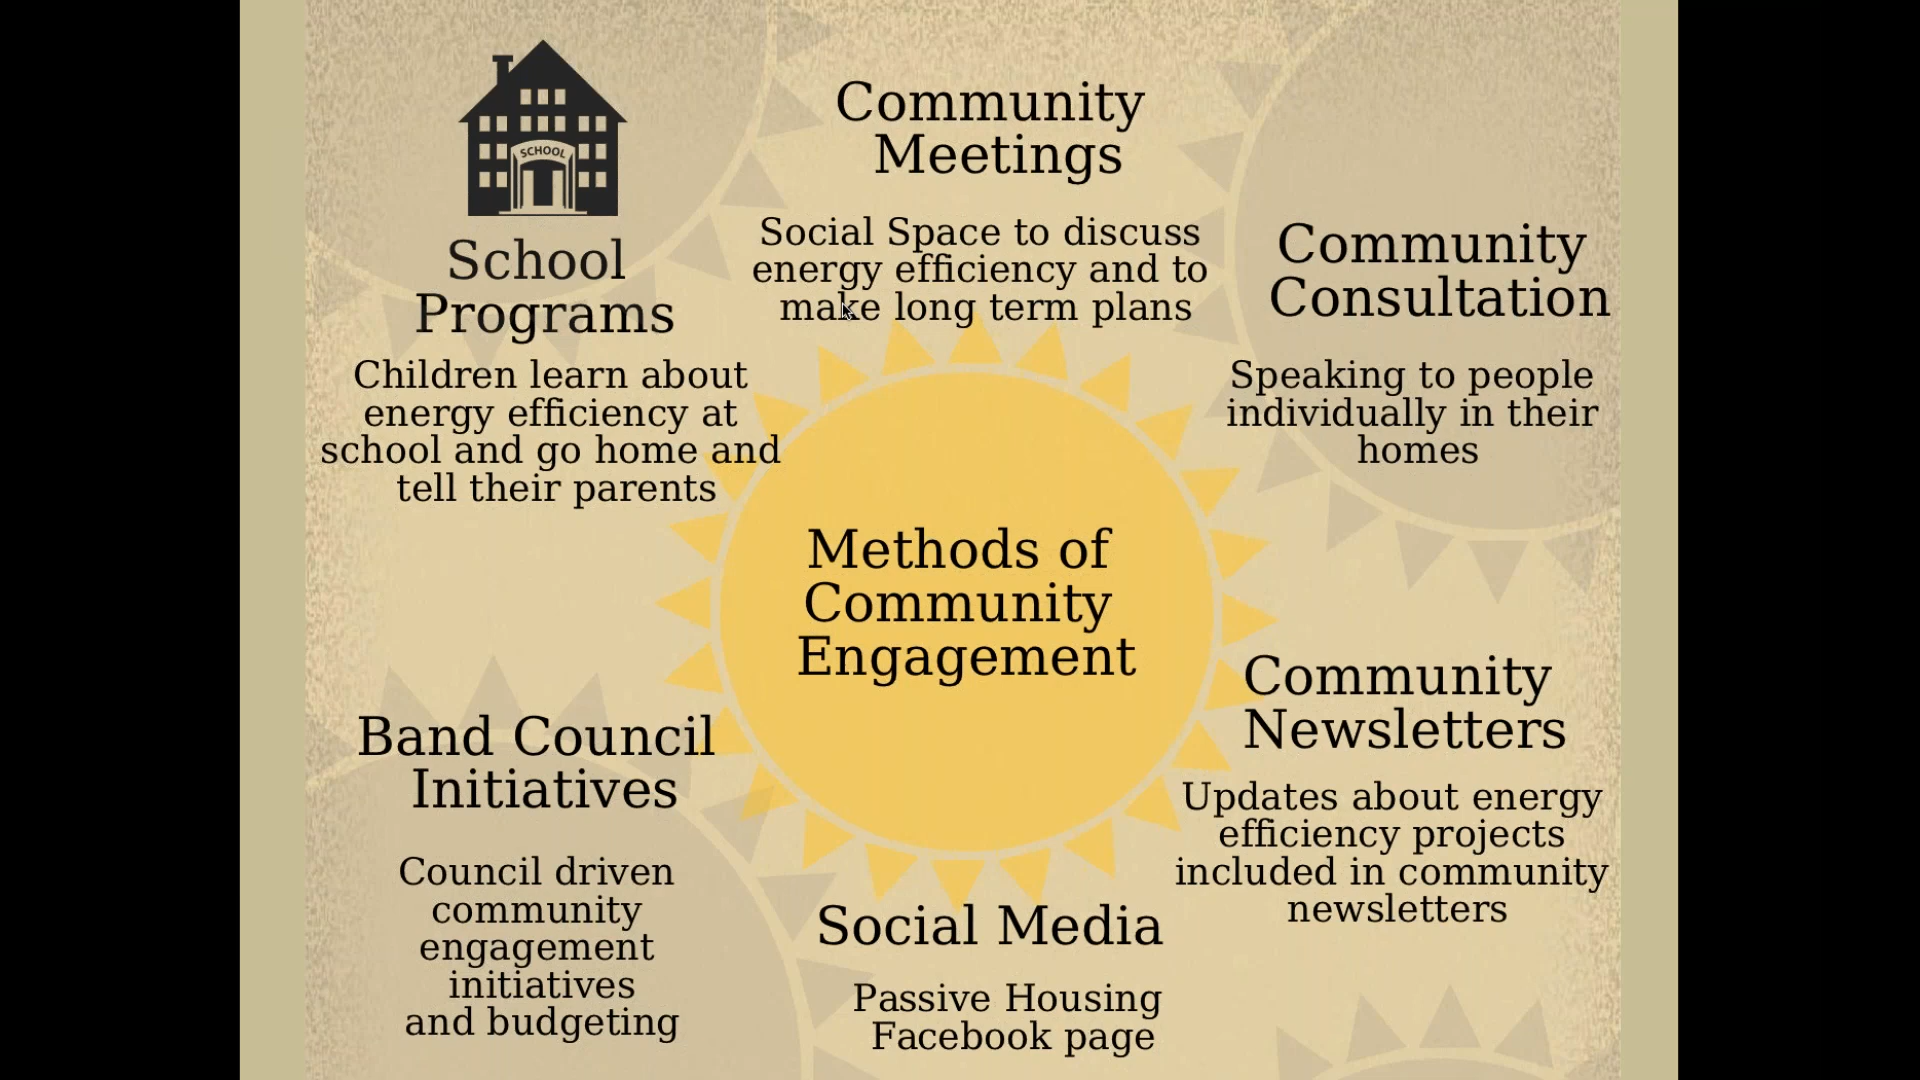 SCHOOL
School
Programs
Children learn about
energy efficiency at
school and go home and
tell their parents
Community
Meetings
Social Space to discuss
energy efficiency and to
make long term plans
Community
Consultation
Speaking to people
individually in their
homes
Methods of
Community
Engagement
Band Council
Initiatives
Council driven
community
engagement
initiatives
and budgeting
Social Media
Passive Housing
Facebook page
Community
Newsletters
Updates about energy
efficiency projects
included in community
newsletters